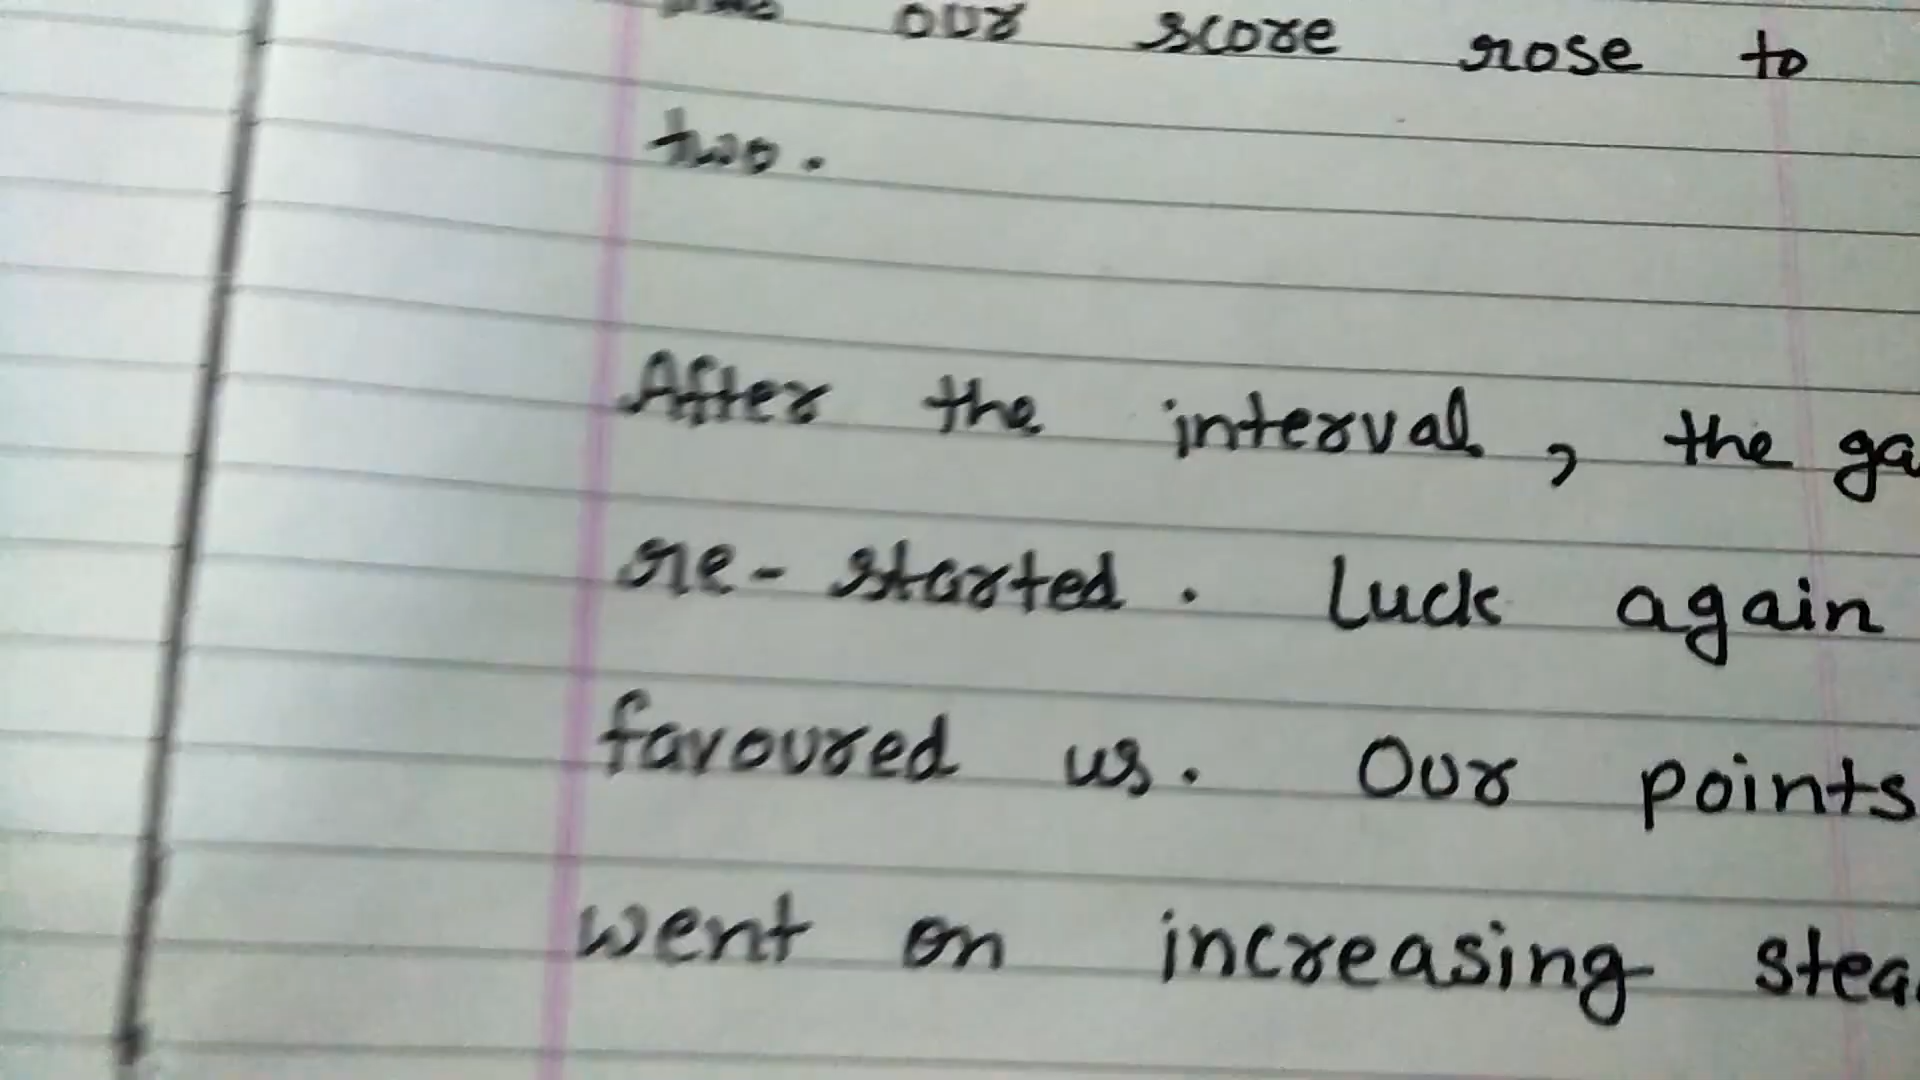 our score rose to
two.
After the interval, the ga
re-started. Luck again
favoured us. Our points
went on increasing stea